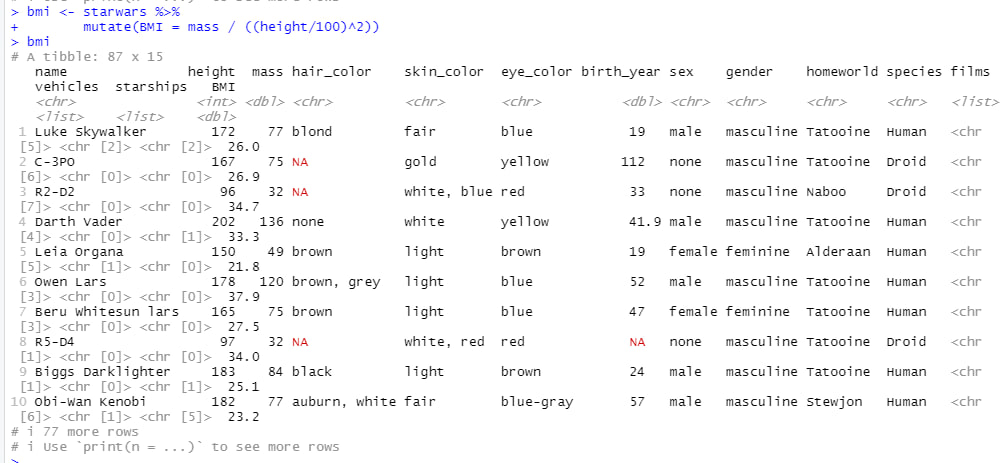 > bmi <- starwars %>%
+ mutate(BMI = mass / ((height/100)^2))
> bmi
# A tibble: 87 x 15
name height mass hair_color skin_color eye_color birth_year sex gender homeworld species films
vehicles starships BMI
<chr> <int> <dbl> <chr> <chr> <chr> <dbl> <chr> <chr> <chr> <chr> <list>
<list> <list> <dbl>
1 Luke Skywalker 172 77 blond fair blue 19 male masculine Tatooine Human <chr
[5]> <chr [2]> <chr [2]> 26.0
2 C-3PO 167 75 NA gold yellow 112 none masculine Tatooine Droid <chr
[6]> <chr [0]> <chr [0]> 26.9
3 R2-D2 96 32 NA white, blue red 33 none masculine Naboo Droid <chr
[7]> <chr [0]> <chr [0]> 34.7
4 Darth Vader 202 136 none white yellow 41.9 male masculine Tatooine Human <chr
[4]> <chr [0]> <chr [1]> 33.3
5 Leia Organa 150 49 brown light brown 19 female feminine Alderaan Human <chr
[5]> <chr [1]> <chr [0]> 21.8
6 Owen Lars 178 120 brown, grey light blue 52 male masculine Tatooine Human <chr
[3]> <chr [0]> <chr [0]> 37.9
7 Beru Whitesun lars 165 75 brown light blue 47 female feminine Tatooine Human <chr
[3]> <chr [0]> <chr [0]> 27.5
8 R5-D4 97 32 NA white, red red NA none masculine Tatooine Droid <chr
[1]> <chr [0]> <chr [0]> 34.0
9 Biggs Darklighter 183 84 black light brown 24 male masculine Tatooine Human <chr
[1]> <chr [0]> <chr [1]> 25.1
10 Obi-Wan Kenobi 182 77 auburn, white fair blue-gray 57 male masculine Stewjon Human <chr
[6]> <chr [1]> <chr [5]> 23.2
# i 77 more rows
# i Use `print(n = ...)` to see more rows
>